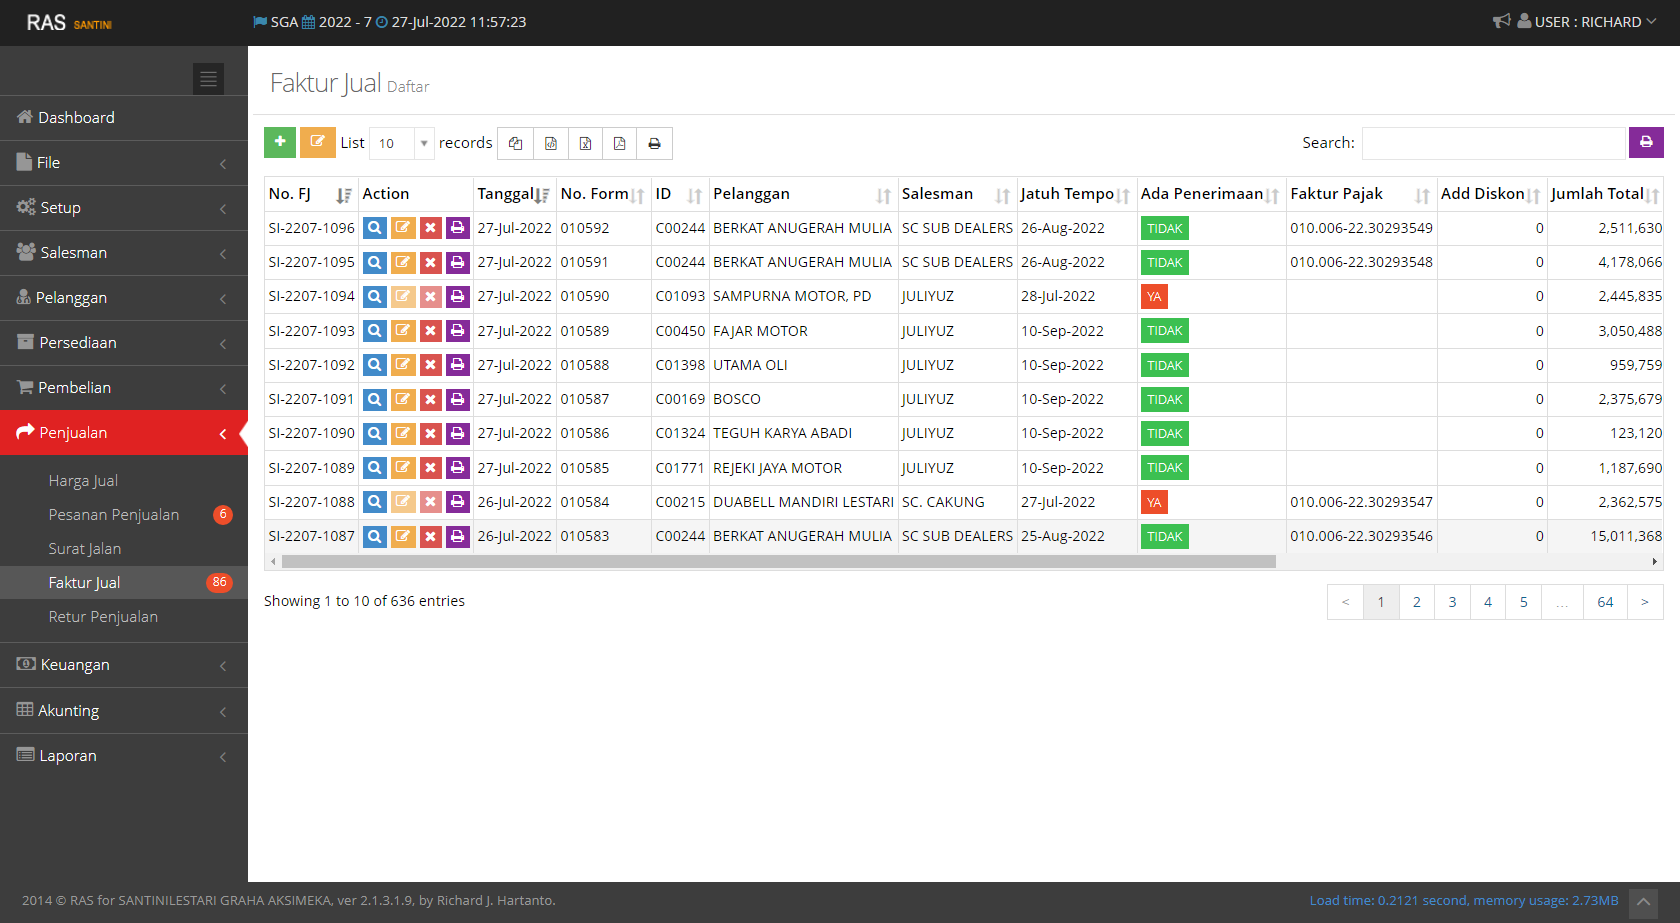 RAS SANTINI
SGA 2022 - 7 27-Jul-2022 11:57:23
USER : RICHARD
Dashboard
File
Setup
Salesman
Pelanggan
Persediaan
Pembelian
Penjualan
Harga Jual
Pesanan Penjualan 6
Surat Jalan
Faktur Jual 86
Retur Penjualan
Keuangan
Akunting
Laporan
Faktur Jual Daftar
List 10 records
Search:
No. FJ Action Tanggal No. Form ID Pelanggan Salesman Jatuh Tempo Ada Penerimaan Faktur Pajak Add Diskon Jumlah Total
SI-2207-1096 27-Jul-2022 010592 C00244 BERKAT ANUGERAH MULIA SC SUB DEALERS 26-Aug-2022 TIDAK 010.006-22.30293549 0 2,511,630
SI-2207-1095 27-Jul-2022 010591 C00244 BERKAT ANUGERAH MULIA SC SUB DEALERS 26-Aug-2022 TIDAK 010.006-22.30293548 0 4,178,066
SI-2207-1094 27-Jul-2022 010590 C01093 SAMPURNA MOTOR, PD JULIYUZ 28-Jul-2022 YA 0 2,445,835
SI-2207-1093 27-Jul-2022 010589 C00450 FAJAR MOTOR JULIYUZ 10-Sep-2022 TIDAK 0 3,050,488
SI-2207-1092 27-Jul-2022 010588 C01398 UTAMA OLI JULIYUZ 10-Sep-2022 TIDAK 0 959,759
SI-2207-1091 27-Jul-2022 010587 C00169 BOSCO JULIYUZ 10-Sep-2022 TIDAK 0 2,375,679
SI-2207-1090 27-Jul-2022 010586 C01324 TEGUH KARYA ABADI JULIYUZ 10-Sep-2022 TIDAK 0 123,120
SI-2207-1089 27-Jul-2022 010585 C01771 REJEKI JAYA MOTOR JULIYUZ 10-Sep-2022 TIDAK 0 1,187,690
SI-2207-1088 26-Jul-2022 010584 C00215 DUABELL MANDIRI LESTARI SC. CAKUNG 27-Jul-2022 YA 010.006-22.30293547 0 2,362,575
SI-2207-1087 26-Jul-2022 010583 C00244 BERKAT ANUGERAH MULIA SC SUB DEALERS 25-Aug-2022 TIDAK 010.006-22.30293546 0 15,011,368
Showing 1 to 10 of 636 entries
< 1 2 3 4 5 ... 64 >
2014 © RAS for SANTINILESTARI GRAHA AKSIMEKA, ver 2.1.3.1.9, by Richard J. Hartanto.
Load time: 0.2121 second, memory usage: 2.73MB